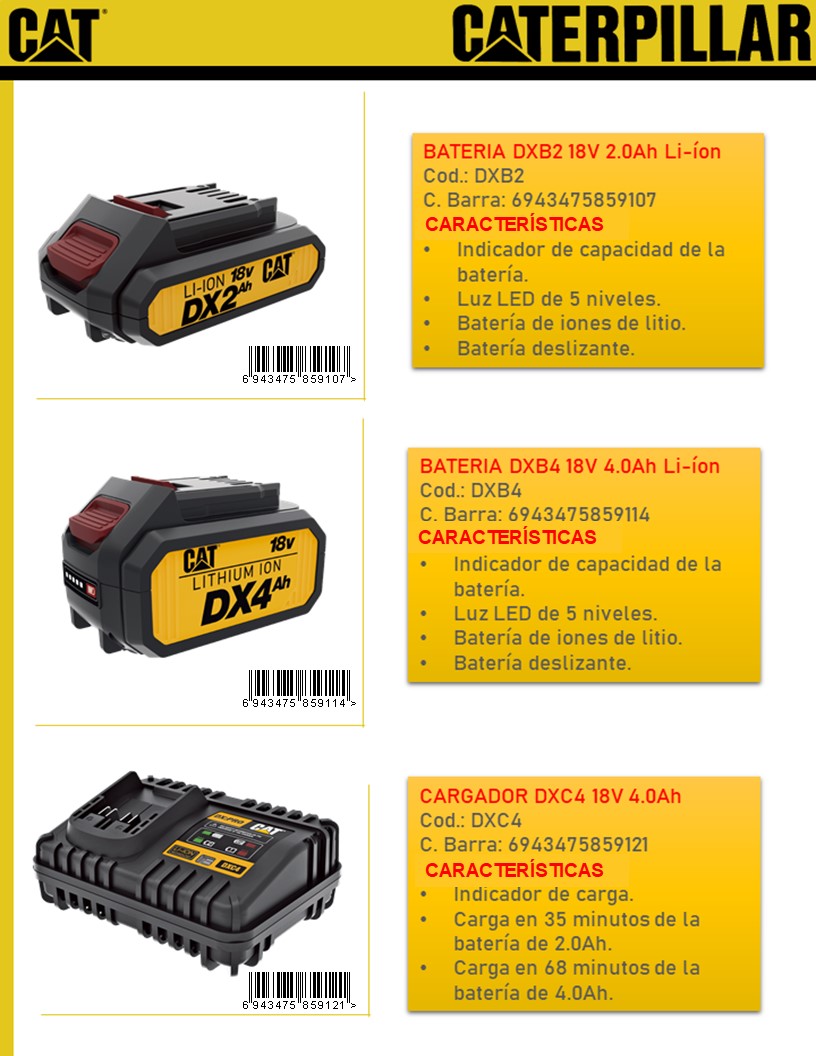 CAT®
CATERPILLAR
LI-ION 18V CAT
DX2Ah
6 943475 859107 >
BATERIA DXB2 18V 2.0Ah Li-íon
Cod.: DXB2
C. Barra: 6943475859107
CARACTERÍSTICAS
• Indicador de capacidad de la
batería.
• Luz LED de 5 niveles.
• Batería de iones de litio.
• Batería deslizante.
CAT 18V
LITHIUM ION
DX4Ah
6 943475 859114 >
BATERIA DXB4 18V 4.0Ah Li-íon
Cod.: DXB4
C. Barra: 6943475859114
CARACTERÍSTICAS
• Indicador de capacidad de la
batería.
• Luz LED de 5 niveles.
• Batería de iones de litio.
• Batería deslizante.
CAT
DXC4
6 943475 859121 >
CARGADOR DXC4 18V 4.0Ah
Cod.: DXC4
C. Barra: 6943475859121
CARACTERÍSTICAS
• Indicador de carga.
• Carga en 35 minutos de la
batería de 2.0Ah.
• Carga en 68 minutos de la
batería de 4.0Ah.